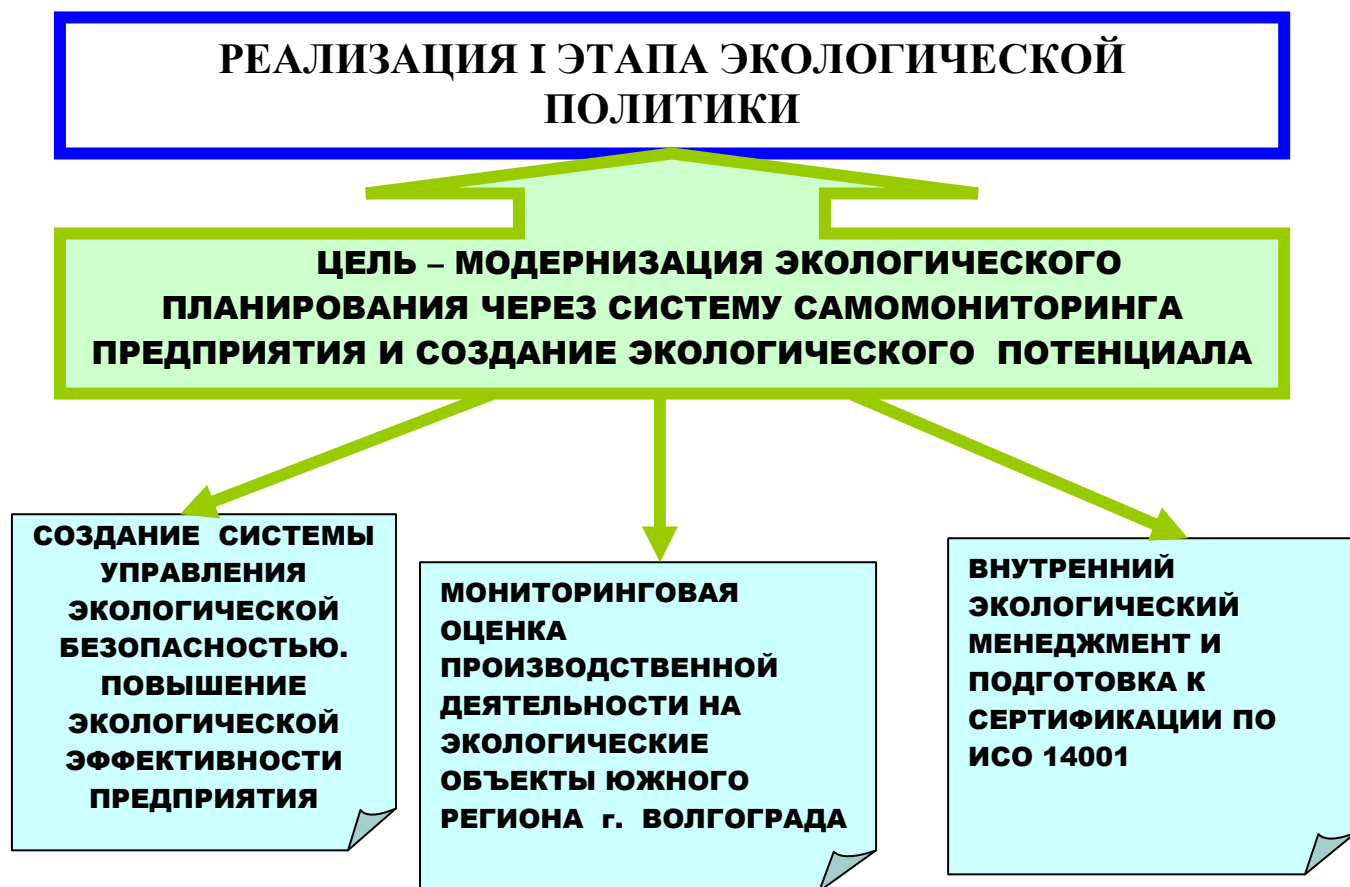 РЕАЛИЗАЦИЯ I ЭТАПА ЭКОЛОГИЧЕСКОЙ
ПОЛИТИКИ
ЦЕЛЬ – МОДЕРНИЗАЦИЯ ЭКОЛОГИЧЕСКОГО
ПЛАНИРОВАНИЯ ЧЕРЕЗ СИСТЕМУ САМОМОНИТОРИНГА
ПРЕДПРИЯТИЯ И СОЗДАНИЕ ЭКОЛОГИЧЕСКОГО ПОТЕНЦИАЛА
СОЗДАНИЕ СИСТЕМЫ
УПРАВЛЕНИЯ
ЭКОЛОГИЧЕСКОЙ
БЕЗОПАСНОСТЬЮ.
ПОВЫШЕНИЕ
ЭКОЛОГИЧЕСКОЙ
ЭФФЕКТИВНОСТИ
ПРЕДПРИЯТИЯ
МОНИТОРИНГОВАЯ
ОЦЕНКА
ПРОИЗВОДСТВЕННОЙ
ДЕЯТЕЛЬНОСТИ НА
ЭКОЛОГИЧЕСКИЕ
ОБЪЕКТЫ ЮЖНОГО
РЕГИОНА г. ВОЛГОГРАДА
ВНУТРЕННИЙ
ЭКОЛОГИЧЕСКИЙ
МЕНЕДЖМЕНТ И
ПОДГОТОВКА К
СЕРТИФИКАЦИИ ПО
ИСО 14001